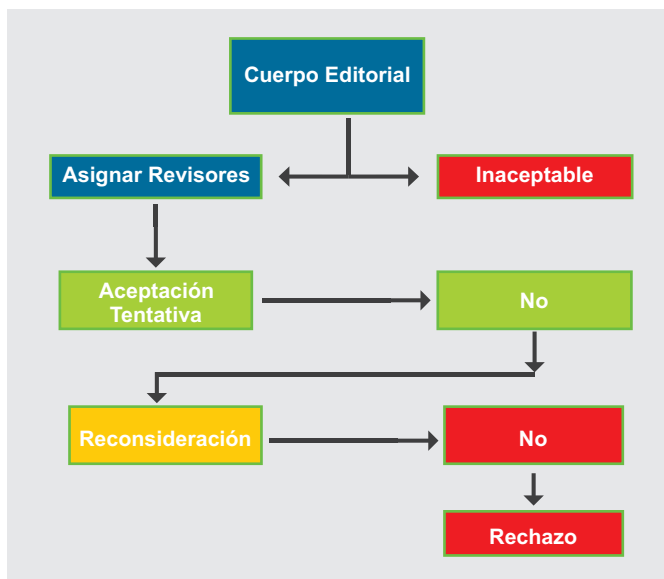 Cuerpo Editorial
Asignar Revisores
Inaceptable
Aceptación
Tentativa
No
Reconsideración
No
Rechazo